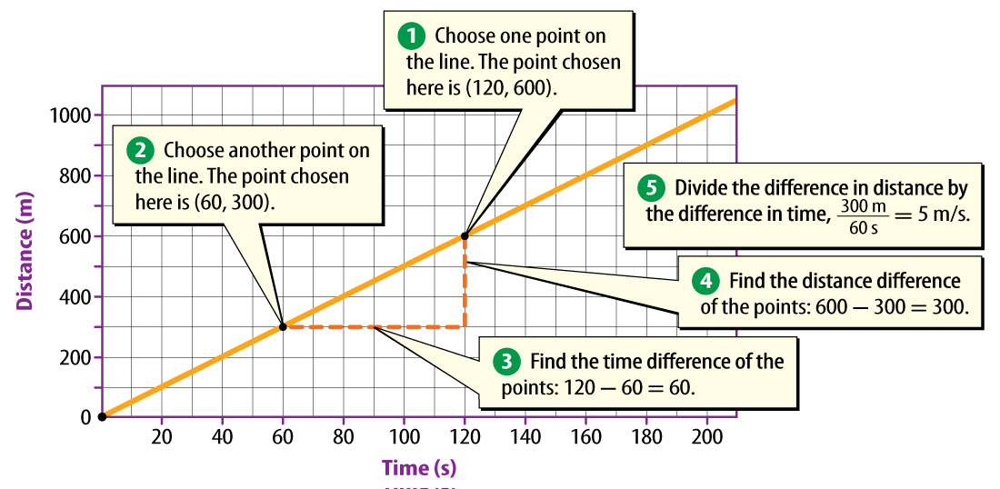 1 Choose one point on
the line. The point chosen
here is (120, 600).
2 Choose another point on
the line. The point chosen
here is (60, 300).
5 Divide the difference in distance by
the difference in time, 300 m / 60 s = 5 m/s.
4 Find the distance difference
of the points: 600 − 300 = 300.
3 Find the time difference of the
points: 120 − 60 = 60.
Distance (m)
1000
800
600
400
200
0
20 40 60 80 100 120 140 160 180 200
Time (s)